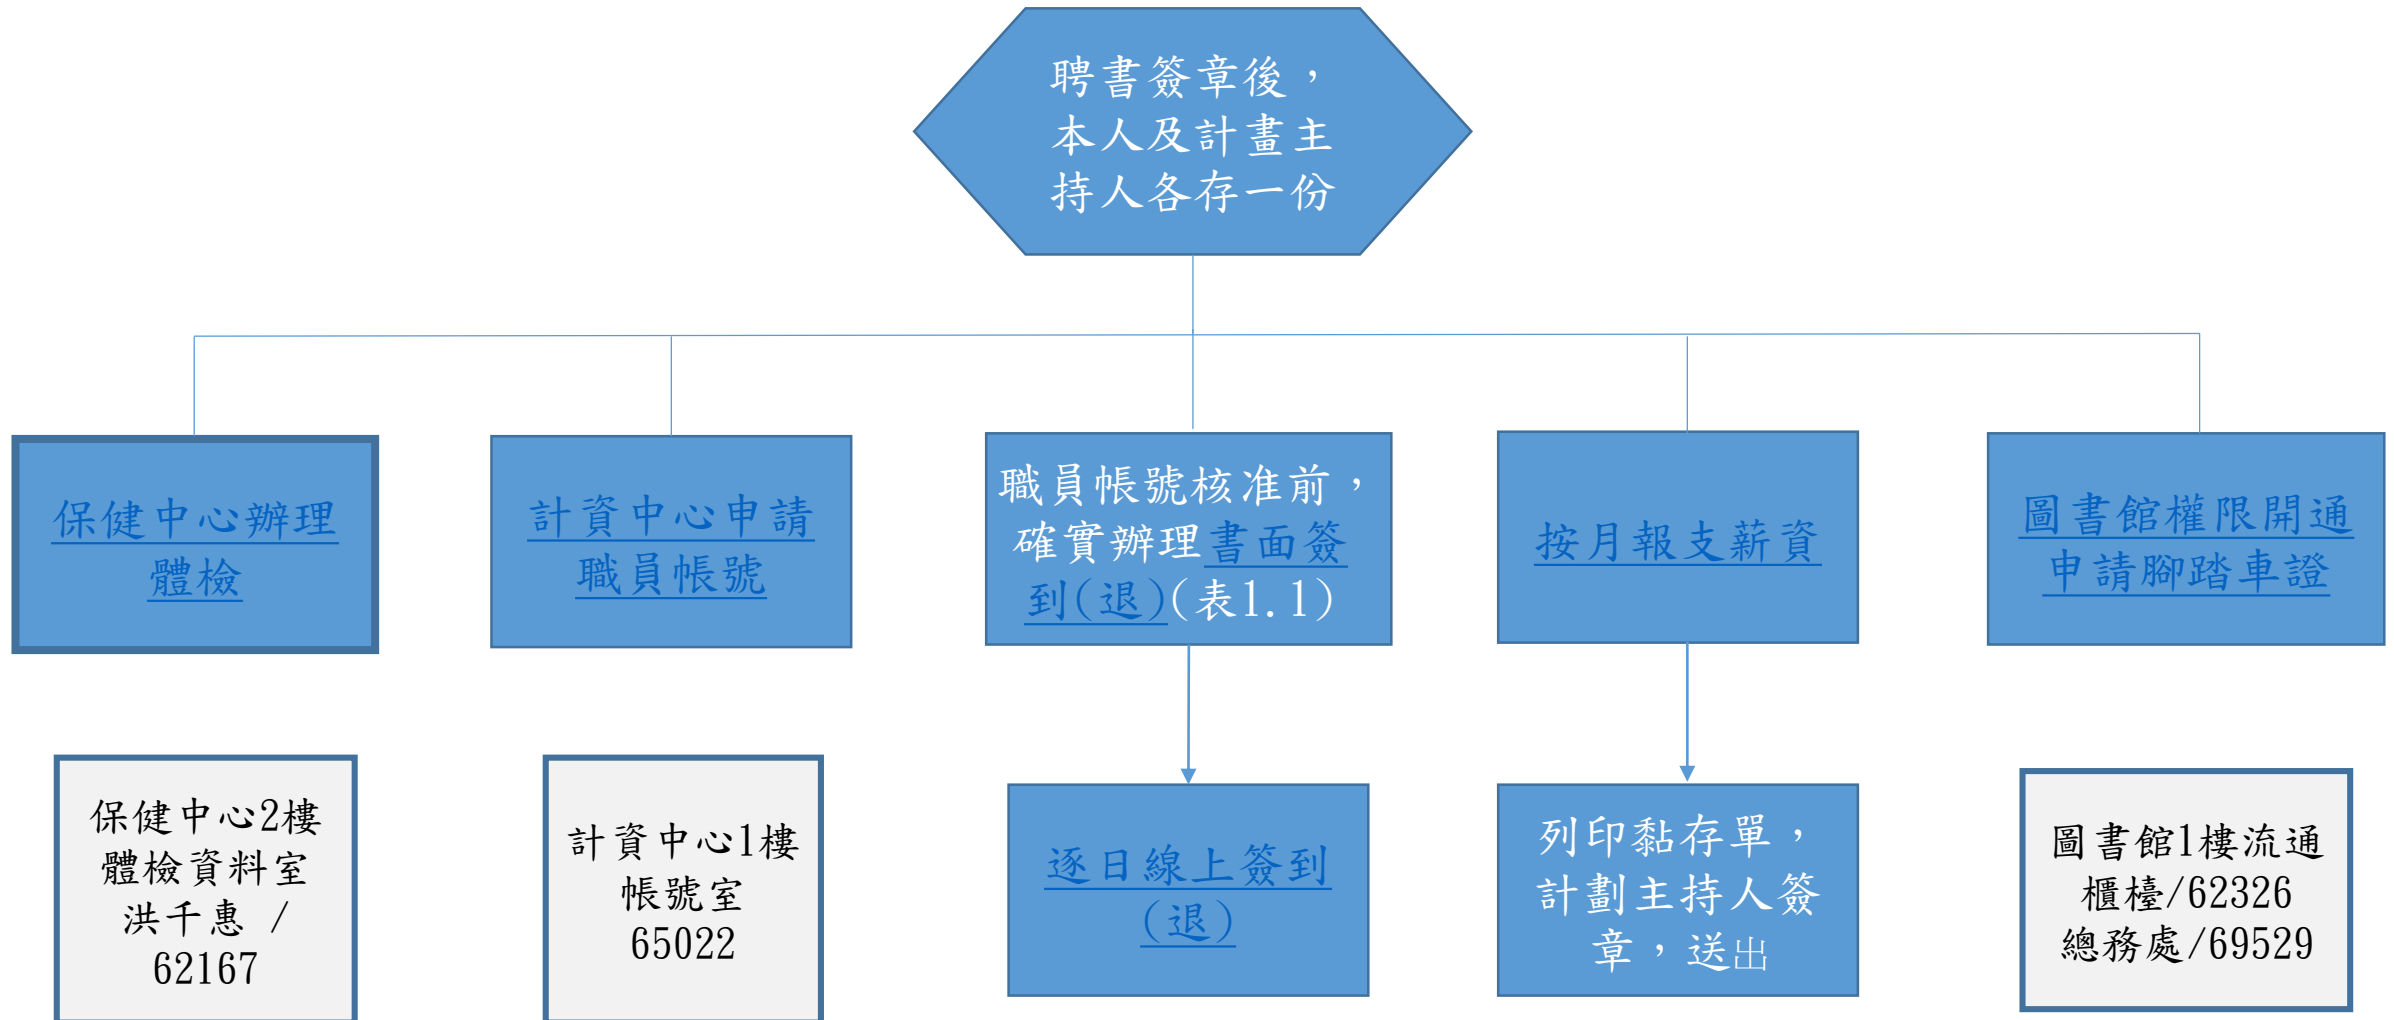 聘書簽章後，
本人及計畫主
持人各存一份
保健中心辦理
體檢
計資中心申請
職員帳號
職員帳號核准前，
確實辦理書面簽
到(退)(表1.1)
按月報支薪資
圖書館權限開通
申請腳踏車證
保健中心2樓
體檢資料室
洪千惠 /
62167
計資中心1樓
帳號室
65022
逐日線上簽到
(退)
列印黏存單，
計劃主持人簽
章，送出
圖書館1樓流通
櫃檯/62326
總務處/69529